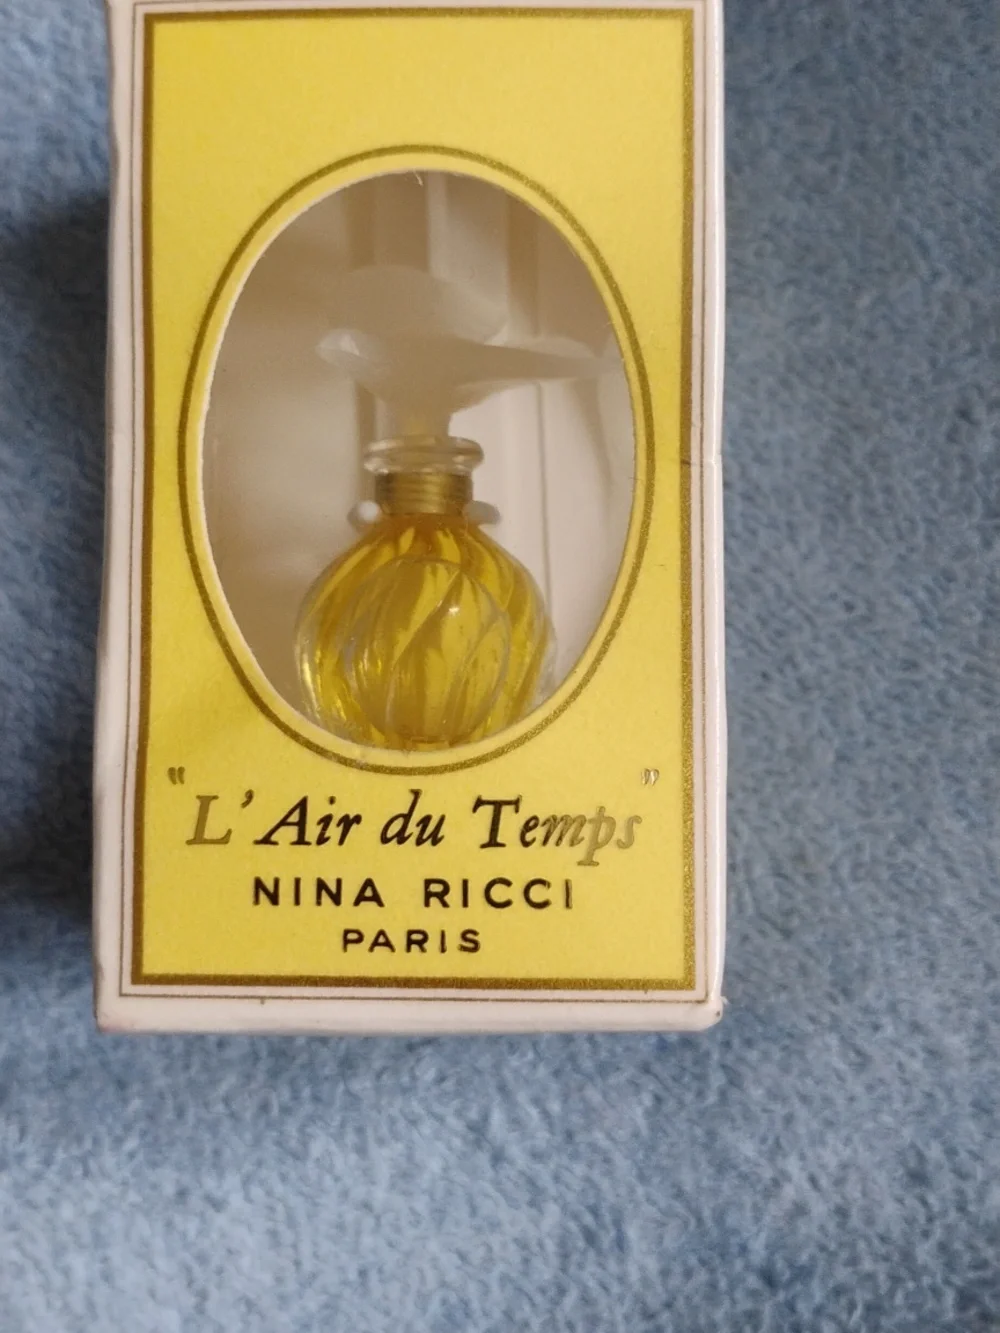 "L'Air du Temps"
NINA RICCI
PARIS